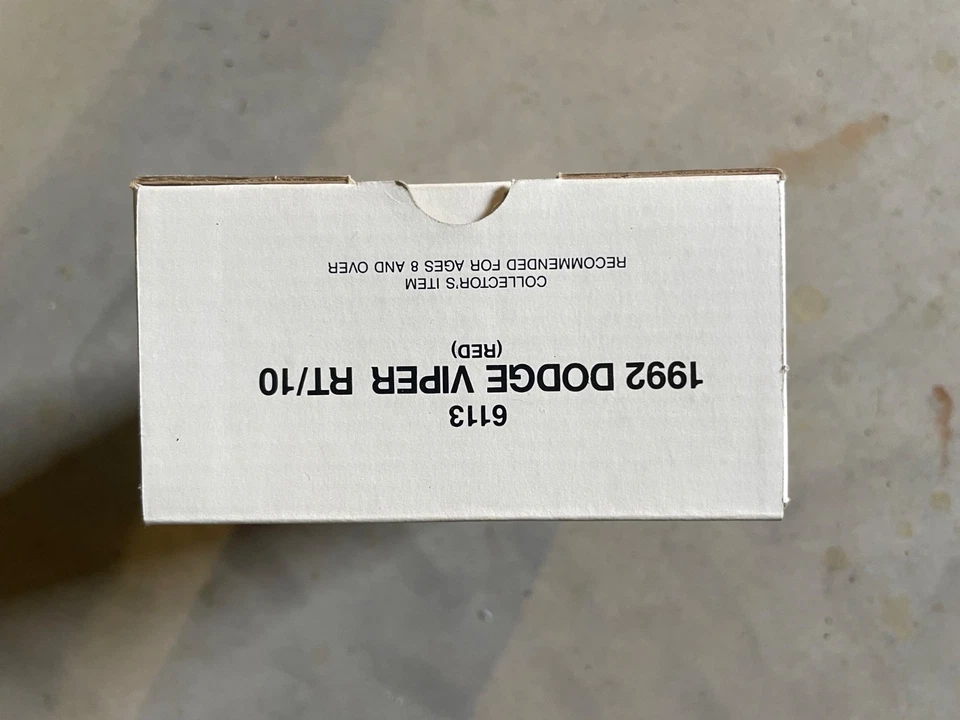 6113
1992 DODGE VIPER RT/10
(RED)
COLLECTOR'S ITEM
RECOMMENDED FOR AGES 8 AND OVER